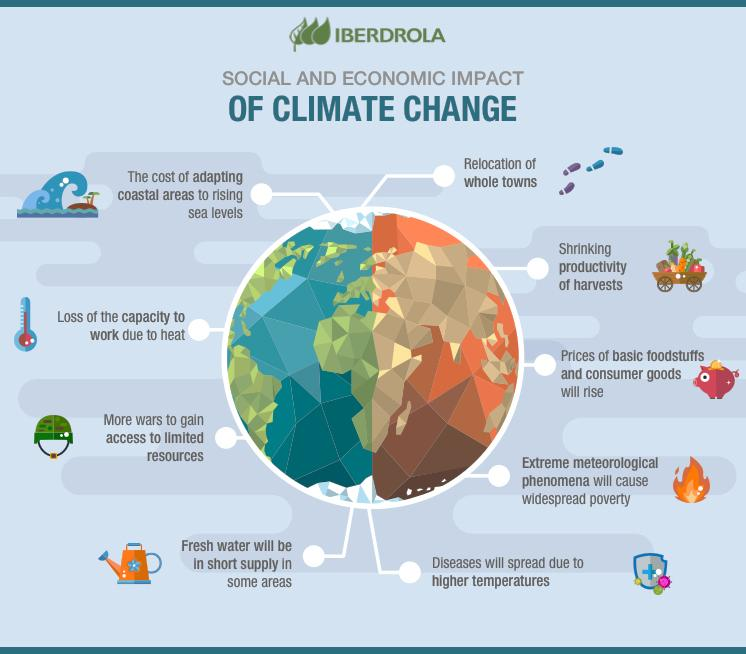 IBERDROLA
SOCIAL AND ECONOMIC IMPACT
OF CLIMATE CHANGE
The cost of adapting
coastal areas to rising
sea levels
Relocation of
whole towns
Shrinking
productivity
of harvests
Loss of the capacity to
work due to heat
Prices of basic foodstuffs
and consumer goods
will rise
More wars to gain
access to limited
resources
Extreme meteorological
phenomena will cause
widespread poverty
Fresh water will be
in short supply in
some areas
Diseases will spread due to
higher temperatures